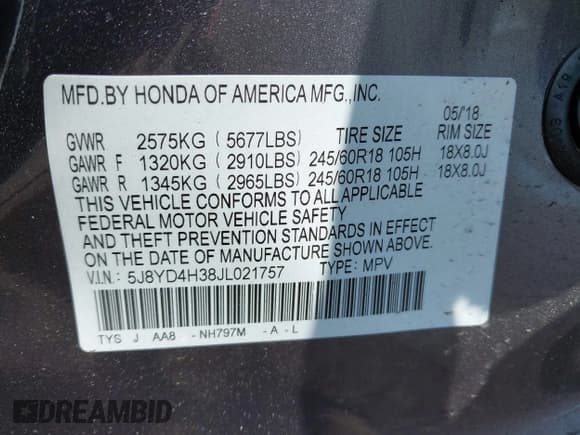 MFD.BY HONDA OF AMERICA MFG.,INC.
05/'18
GVWR 2575KG ( 5677LBS) TIRE SIZE RIM SIZE
GAWR F 1320KG ( 2910LBS) 245/60R18 105H 18X8.0J
GAWR R 1345KG ( 2965LBS) 245/60R18 105H 18X8.0J
THIS VEHICLE CONFORMS TO ALL APPLICABLE
FEDERAL MOTOR VEHICLE SAFETY
AND THEFT PREVENTION STANDARDS IN EFFECT
ON THE DATE OF MANUFACTURE SHOWN ABOVE.
V.I.N: 5J8YD4H38JL021757 TYPE: MPV
TYS J AA8 -NH797M -A -L
DREAMBID